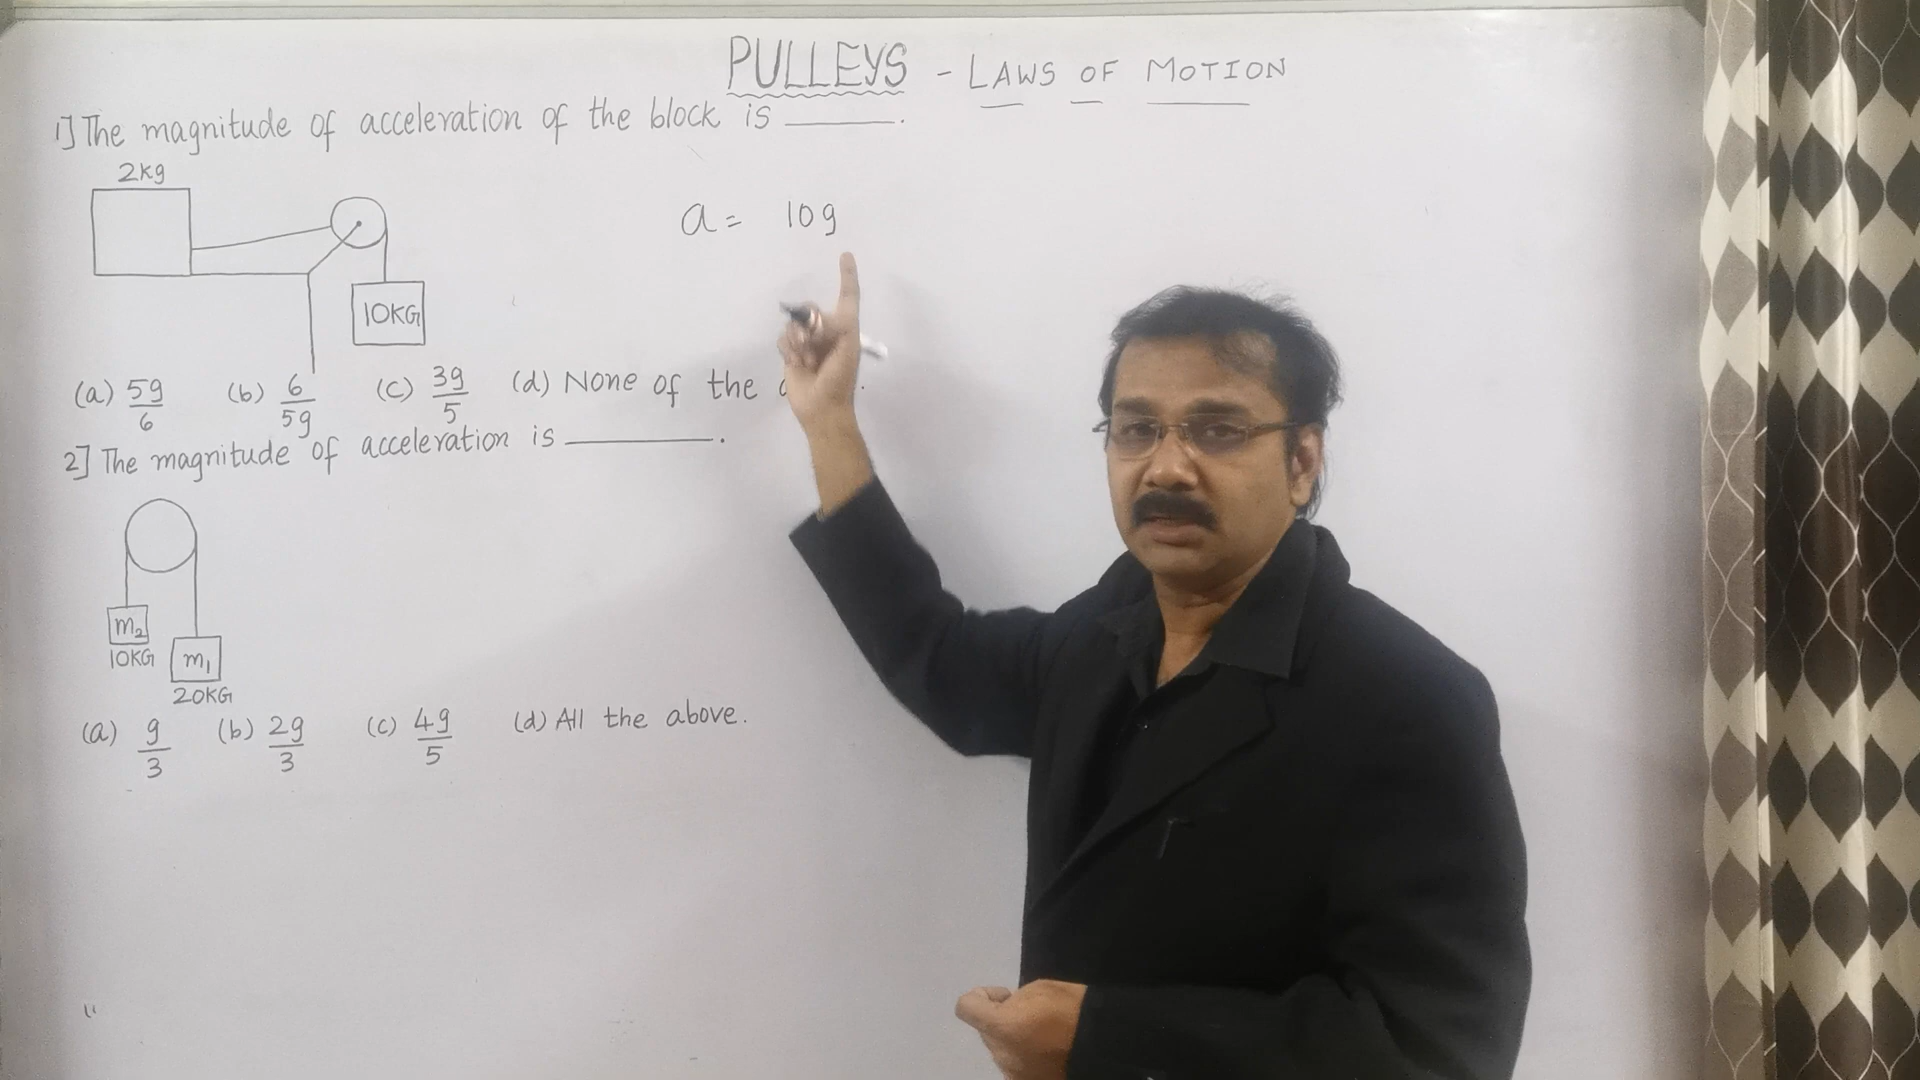 PULLEYS - LAWS OF MOTION
1] The magnitude of acceleration of the block is ______.
2kg
a = 10g
10KG
(a) 5g/6 (b) 6/5g (c) 3g/5 (d) None of the
2] The magnitude of acceleration is ______.
m₂
10KG
m₁
20KG
(a) g/3 (b) 2g/3 (c) 4g/5 (d) All the above.